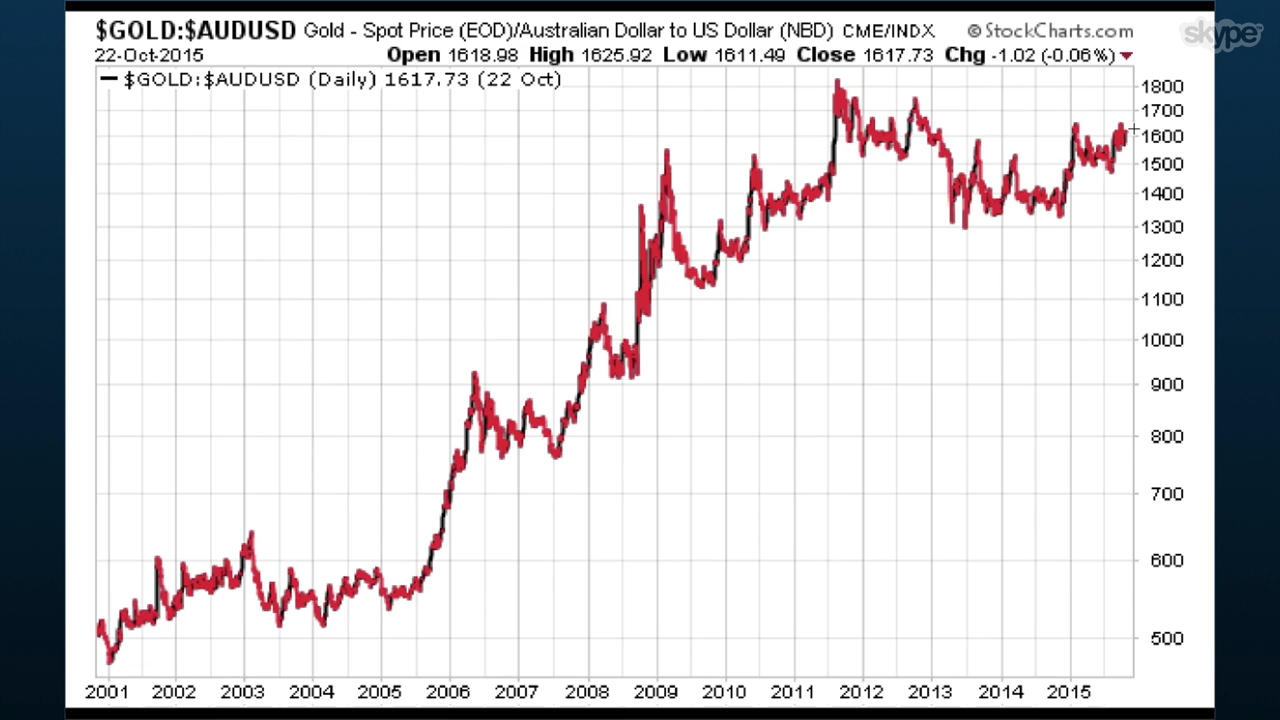 $GOLD:$AUDUSD Gold - Spot Price (EOD)/Australian Dollar to US Dollar (NBD) CME/INDX © StockCharts.com
skype
22-Oct-2015 Open 1618.98 High 1625.92 Low 1611.49 Close 1617.73 Chg -1.02 (-0.06%)
$GOLD:$AUDUSD (Daily) 1617.73 (22 Oct)
1800
1700
1600
1500
1400
1300
1200
1100
1000
900
800
700
600
500
2001 2002 2003 2004 2005 2006 2007 2008 2009 2010 2011 2012 2013 2014 2015